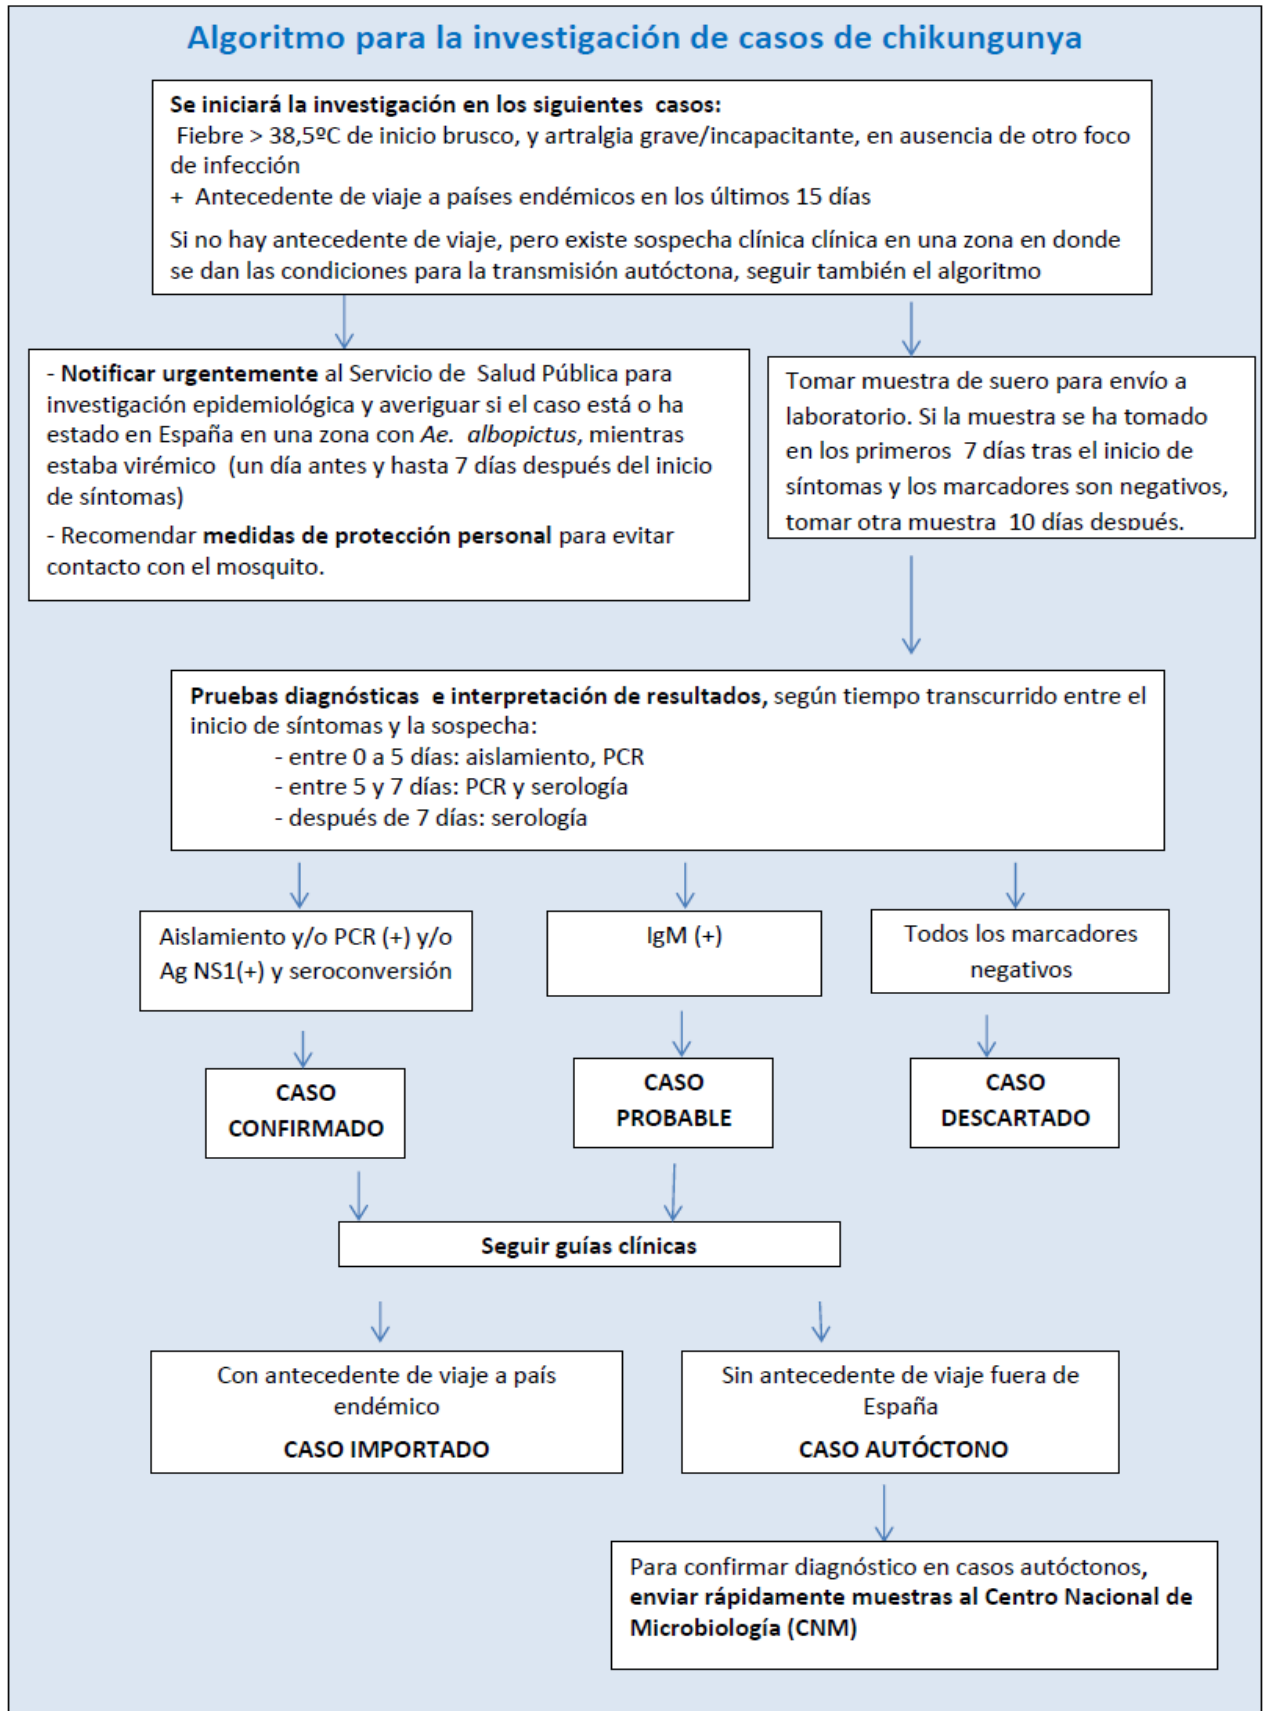 Algoritmo para la investigación de casos de chikungunya
Se iniciará la investigación en los siguientes casos:
Fiebre > 38,5ºC de inicio brusco, y artralgia grave/incapacitante, en ausencia de otro foco
de infección
+ Antecedente de viaje a países endémicos en los últimos 15 días
Si no hay antecedente de viaje, pero existe sospecha clínica clínica en una zona en donde
se dan las condiciones para la transmisión autóctona, seguir también el algoritmo
- Notificar urgentemente al Servicio de Salud Pública para
investigación epidemiológica y averiguar si el caso está o ha
estado en España en una zona con Ae. albopictus, mientras
estaba virémico (un día antes y hasta 7 días después del inicio
de síntomas)
- Recomendar medidas de protección personal para evitar
contacto con el mosquito.
Tomar muestra de suero para envío a
laboratorio. Si la muestra se ha tomado
en los primeros 7 días tras el inicio de
síntomas y los marcadores son negativos,
tomar otra muestra 10 días después.
Pruebas diagnósticas e interpretación de resultados, según tiempo transcurrido entre el
inicio de síntomas y la sospecha:
- entre 0 a 5 días: aislamiento, PCR
- entre 5 y 7 días: PCR y serología
- después de 7 días: serología
Aislamiento y/o PCR (+) y/o
Ag NS1(+) y seroconversión
IgM (+)
Todos los marcadores
negativos
CASO
CONFIRMADO
CASO
PROBABLE
CASO
DESCARTADO
Seguir guías clínicas
Con antecedente de viaje a país
endémico
CASO IMPORTADO
Sin antecedente de viaje fuera de
España
CASO AUTÓCTONO
Para confirmar diagnóstico en casos autóctonos,
enviar rápidamente muestras al Centro Nacional de
Microbiología (CNM)